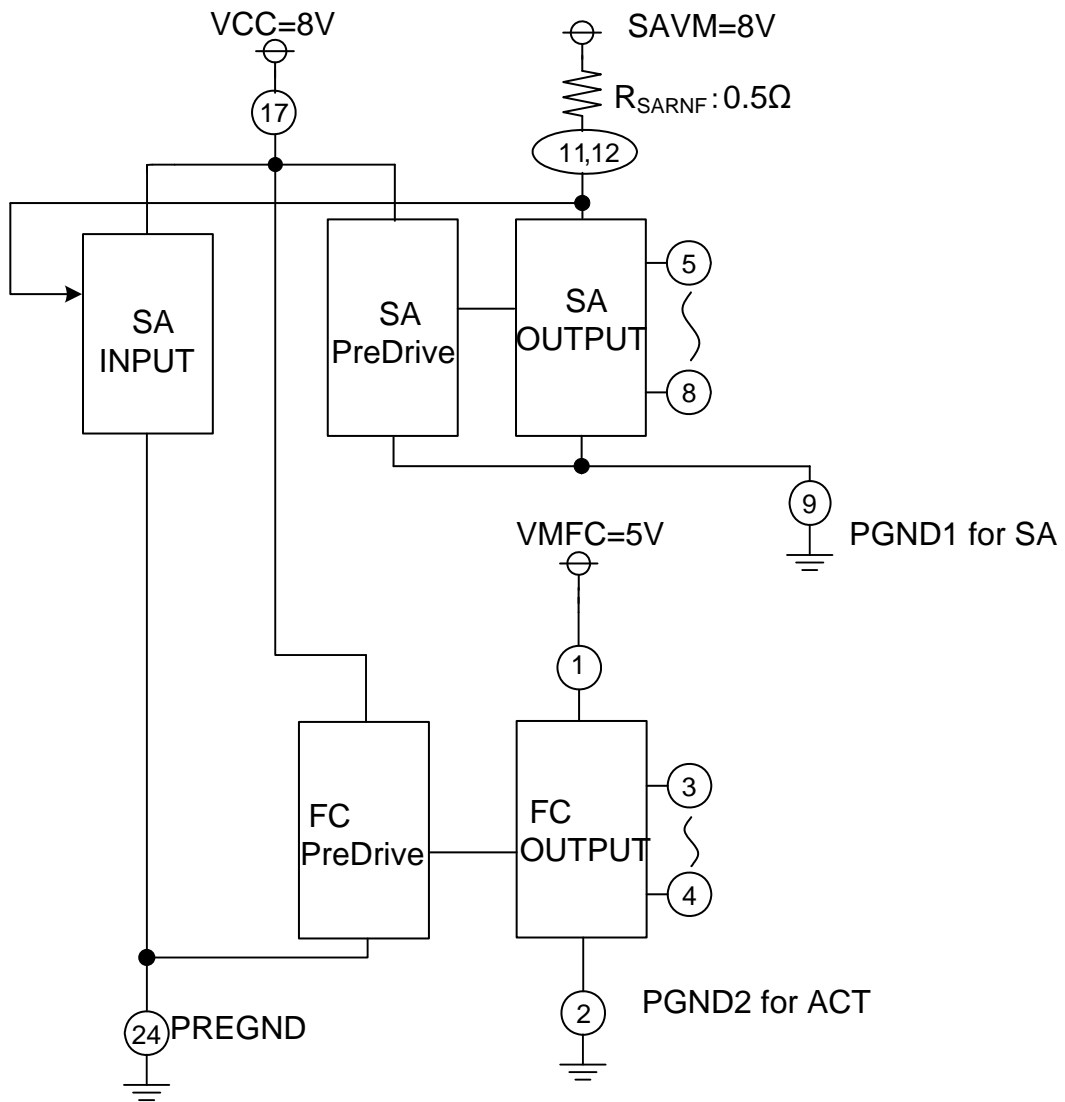 VCC=8V
SAVM=8V
17
RSARNF:0.5Ω
11,12
SA
INPUT
SA
PreDrive
SA
OUTPUT
5
8
9
PGND1 for SA
VMFC=5V
1
FC
PreDrive
FC
OUTPUT
3
4
2
PGND2 for ACT
24
PREGND